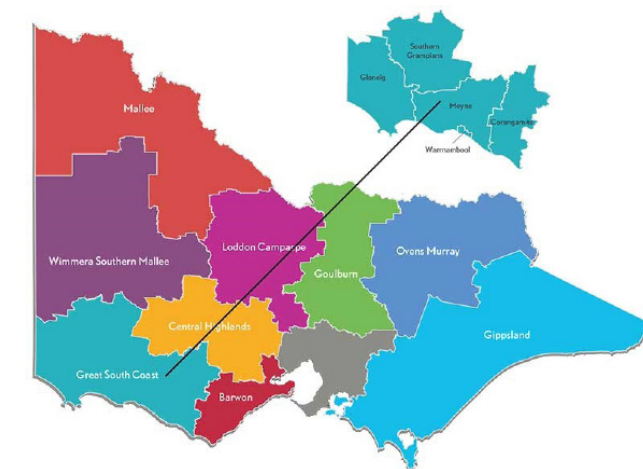 Southern
Grampians
Glenelg
Moyne
Corangamite
Warrnambool
Mallee
Wimmera Southern Mallee
Loddon Campaspe
Goulburn
Ovens Murray
Central Highlands
Gippsland
Great South Coast
Barwon